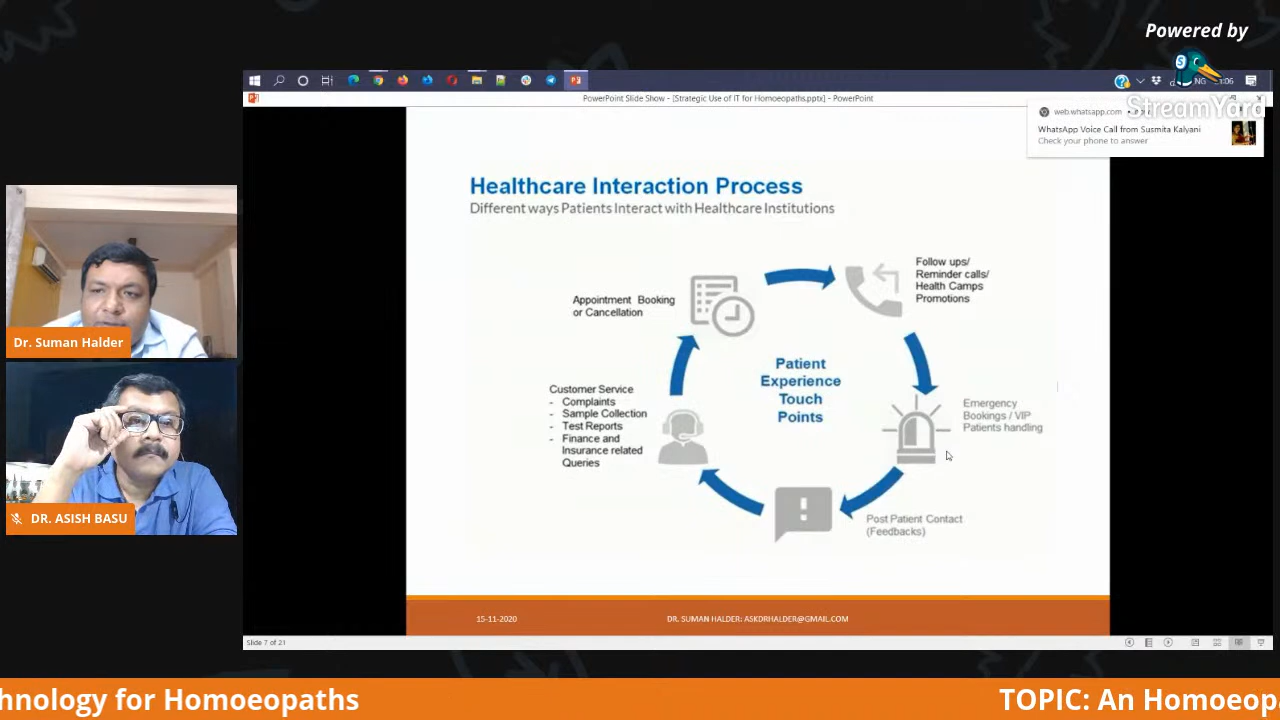 Powered by
StreamYard
PowerPoint Slide Show - [Strategic Use of IT for Homoeopaths.pptx] - PowerPoint
web.whatsapp.com
WhatsApp Voice Call from Susmita Kalyani
Check your phone to answer
Healthcare Interaction Process
Different ways Patients Interact with Healthcare Institutions
Appointment Booking
or Cancellation
Follow ups/
Reminder calls/
Health Camps
Promotions
Patient
Experience
Touch
Points
Customer Service
- Complaints
- Sample Collection
- Test Reports
- Finance and
Insurance related
Queries
Emergency
Bookings / VIP
Patients handling
Post Patient Contact
(Feedbacks)
15-11-2020
DR. SUMAN HALDER: ASKDRHALDER@GMAIL.COM
Slide 7 of 21
Dr. Suman Halder
DR. ASISH BASU
hnology for Homoeopaths
TOPIC: An Homoeop